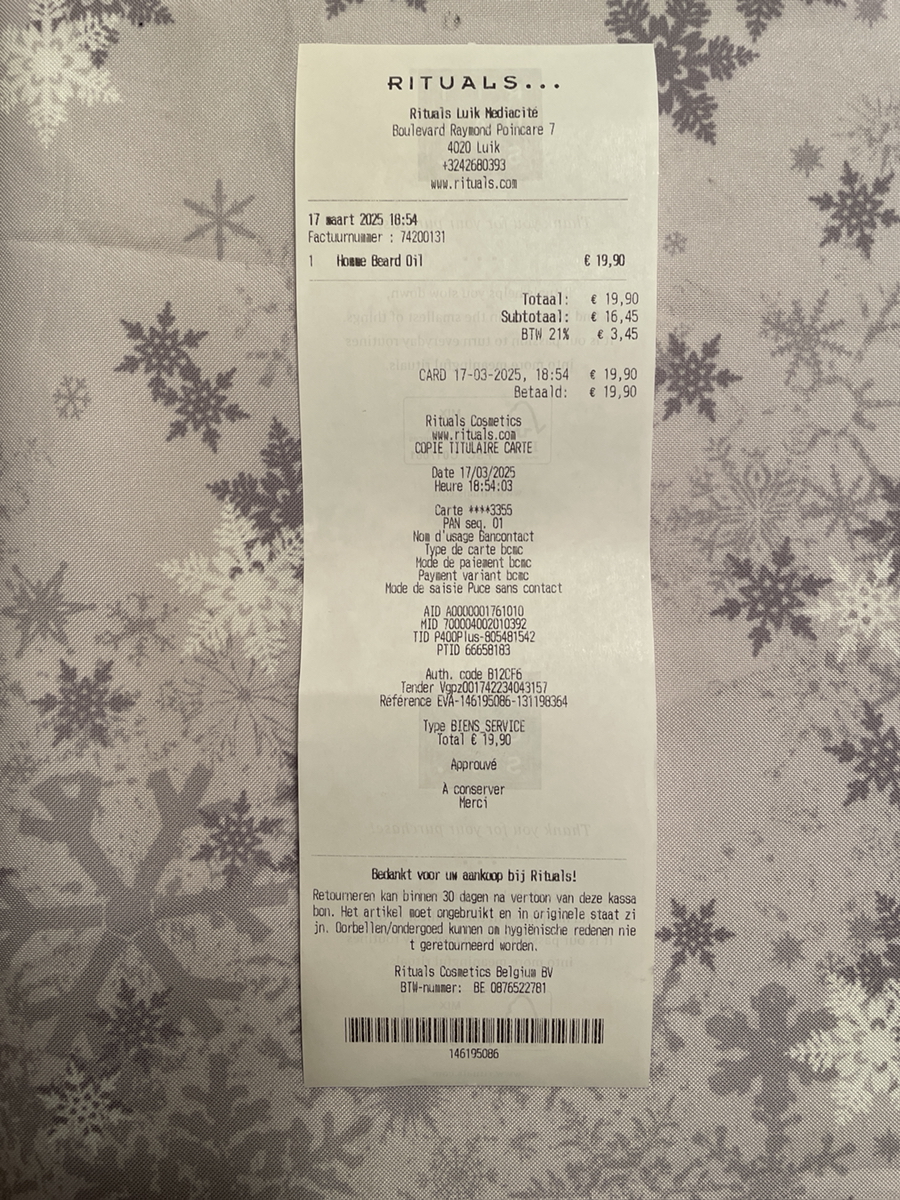 RITUALS...
Rituals Luik Mediacité
Boulevard Raymond Poincare 7
4020 Luik
+3242680393
www.rituals.com
17 maart 2025 18:54
Factuurnummer : 74200131
1 Homme Beard Oil € 19,90
Totaal: € 19,90
Subtotaal: € 16,45
BTW 21% € 3,45
CARD 17-03-2025, 18:54 € 19,90
Betaald: € 19,90
Rituals Cosmetics
www.rituals.com
COPIE TITULAIRE CARTE
Date 17/03/2025
Heure 18:54:03
Carte ****3355
PAN seq. 01
Nom d'usage Bancontact
Type de carte bcmc
Mode de paiement bcmc
Payment variant bcmc
Mode de saisie Puce sans contact
AID A0000001761010
MID 700004002010392
TID P400Plus-805481542
PTID 66658183
Auth. code B12CF6
Tender Vgpz001742234043157
Référence EVA-146195086-131198364
Type BIENS_SERVICE
Total € 19,90
Approuvé
À conserver
Merci
Bedankt voor uw aankoop bij Rituals!
Retourneren kan binnen 30 dagen na vertoon van deze kassa
bon. Het artikel moet ongebruikt en in originele staat zi
jn. Oorbellen/ondergoed kunnen om hygiënische redenen nie
t geretourneerd worden.
Rituals Cosmetics Belgium BV
BTW-nummer: BE 0876522781
146195086